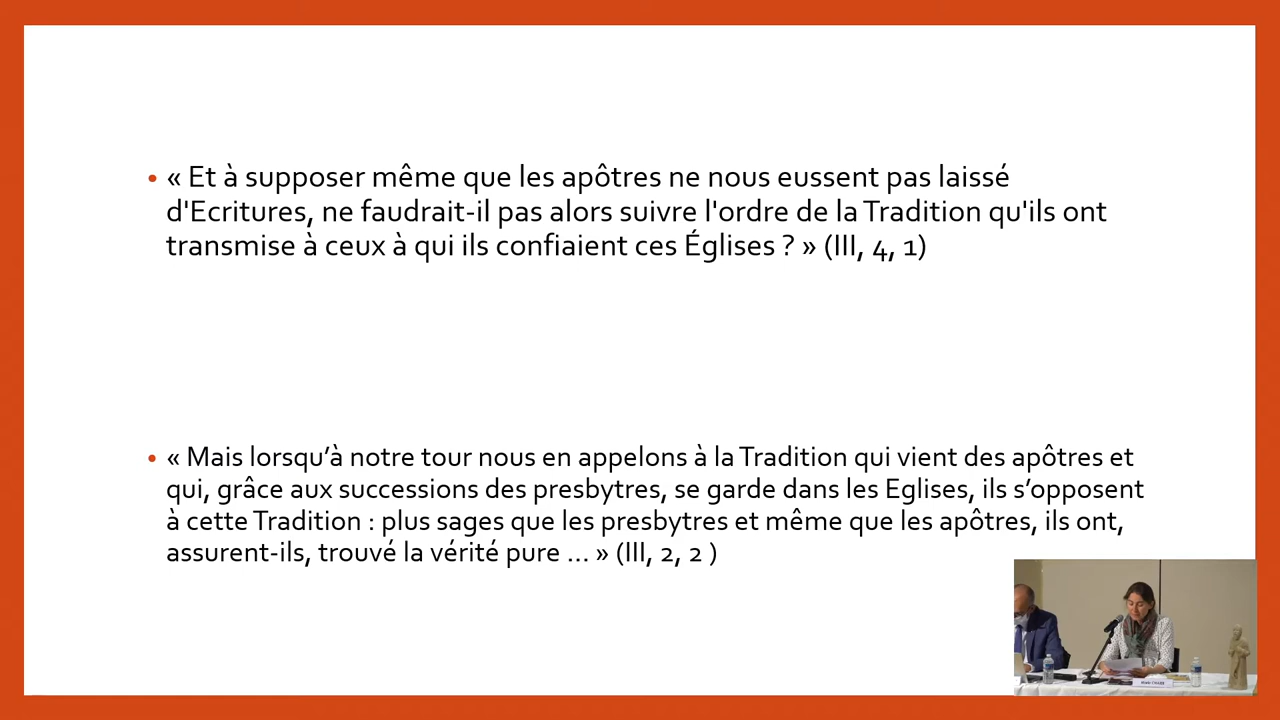 • « Et à supposer même que les apôtres ne nous eussent pas laissé
d'Ecritures, ne faudrait-il pas alors suivre l'ordre de la Tradition qu'ils ont
transmise à ceux à qui ils confiaient ces Églises ? » (III, 4, 1)
• « Mais lorsqu’à notre tour nous en appelons à la Tradition qui vient des apôtres et
qui, grâce aux successions des presbytres, se garde dans les Eglises, ils s’opposent
à cette Tradition : plus sages que les presbytres et même que les apôtres, ils ont,
assurent-ils, trouvé la vérité pure ... » (III, 2, 2 )